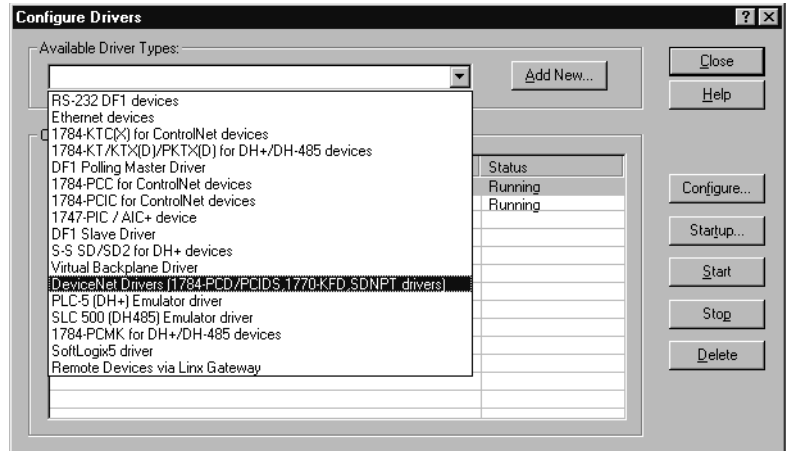 Configure Drivers
Available Driver Types:
Add New...
Close
Help
RS-232 DF1 devices
Ethernet devices
1784-KTC(X) for ControlNet devices
1784-KT/KTX(D)/PKTX(D) for DH+/DH-485 devices
DF1 Polling Master Driver
1784-PCC for ControlNet devices
1784-PCIC for ControlNet devices
1747-PIC / AIC+ device
DF1 Slave Driver
S-S SD/SD2 for DH+ devices
Virtual Backplane Driver
DeviceNet Drivers (1784-PCD/PCIDS,1770-KFD,SDNPT drivers)
PLC-5 (DH+) Emulator driver
SLC 500 (DH485) Emulator driver
1784-PCMK for DH+/DH-485 devices
SoftLogix5 driver
Remote Devices via Linx Gateway
Status
Running
Running
Configure...
Startup...
Start
Stop
Delete